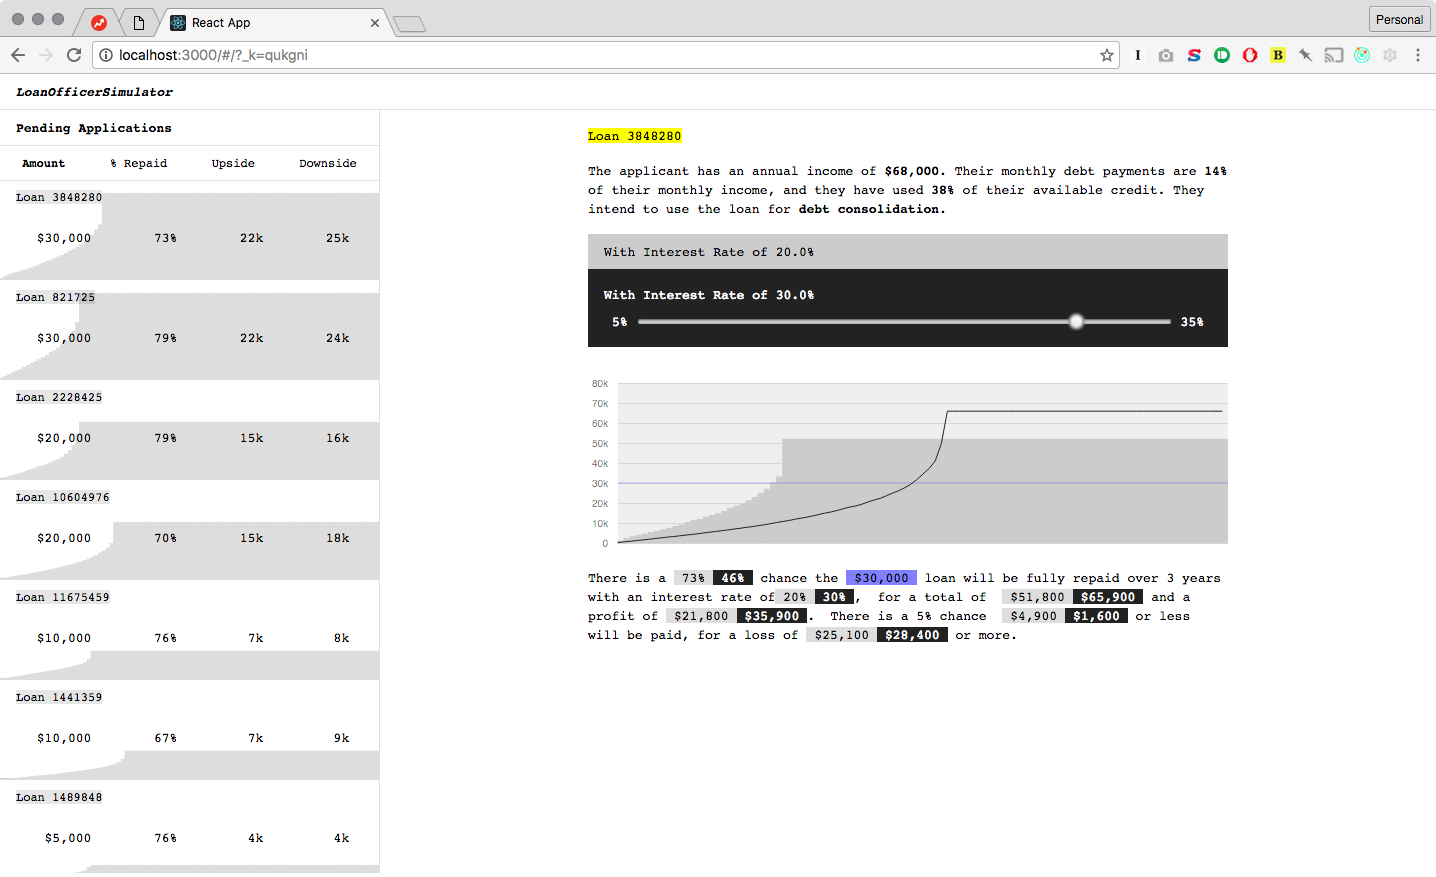 React App
Personal
localhost:3000/#/?_k=qukgni
LoanOfficerSimulator
Pending Applications
Amount % Repaid Upside Downside
Loan 3848280
$30,000 73% 22k 25k
Loan 821725
$30,000 79% 22k 24k
Loan 2228425
$20,000 79% 15k 16k
Loan 10604976
$20,000 70% 15k 18k
Loan 11675459
$10,000 76% 7k 8k
Loan 1441359
$10,000 67% 7k 9k
Loan 1489848
$5,000 76% 4k 4k
Loan 3848280
The applicant has an annual income of $68,000. Their monthly debt payments are 14%
of their monthly income, and they have used 38% of their available credit. They
intend to use the loan for debt consolidation.
With Interest Rate of 20.0%
With Interest Rate of 30.0%
5% 35%
80k
70k
60k
50k
40k
30k
20k
10k
0
There is a 73% 46% chance the $30,000 loan will be fully repaid over 3 years
with an interest rate of 20% 30%, for a total of $51,800 $65,900 and a
profit of $21,800 $35,900. There is a 5% chance $4,900 $1,600 or less
will be paid, for a loss of $25,100 $28,400 or more.